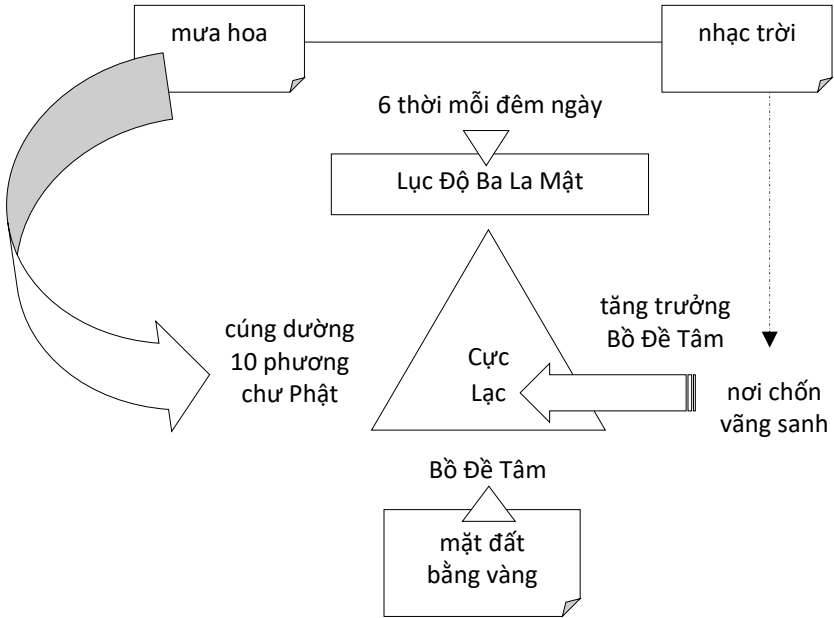 mưa hoa
nhạc trời
6 thời mỗi đêm ngày
Lục Độ Ba La Mật
tăng trưởng
Bồ Đề Tâm
cúng dường
10 phương
chư Phật
Cực
Lạc
nơi chốn
vãng sanh
Bồ Đề Tâm
mặt đất
bằng vàng